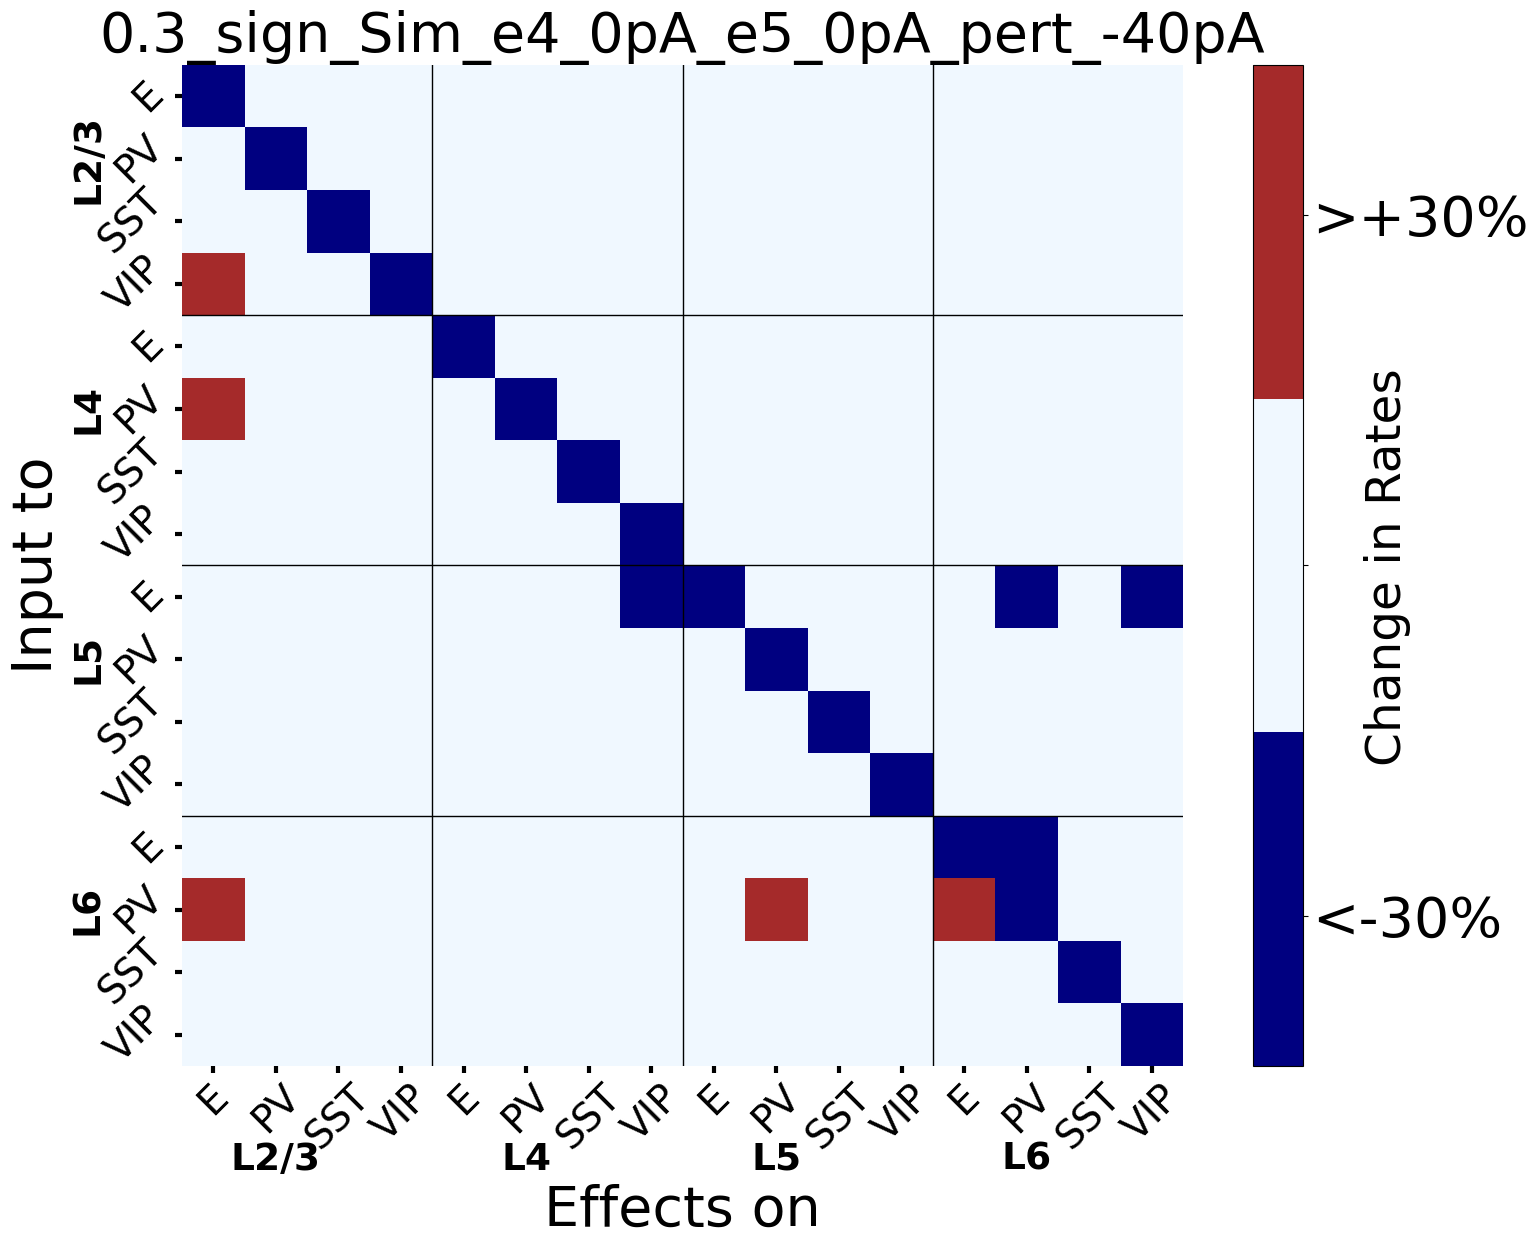 0.3_sign_Sim_e4_0pA_e5_0pA_pert_-40pA
Input to
L2/3
E
PV
SST
VIP
L4
E
PV
SST
VIP
L5
E
PV
SST
VIP
L6
E
PV
SST
VIP
E PV SST VIP E PV SST VIP E PV SST VIP E PV SST VIP
L2/3 L4 L5 L6
Effects on
>+30%
<-30%
Change in Rates